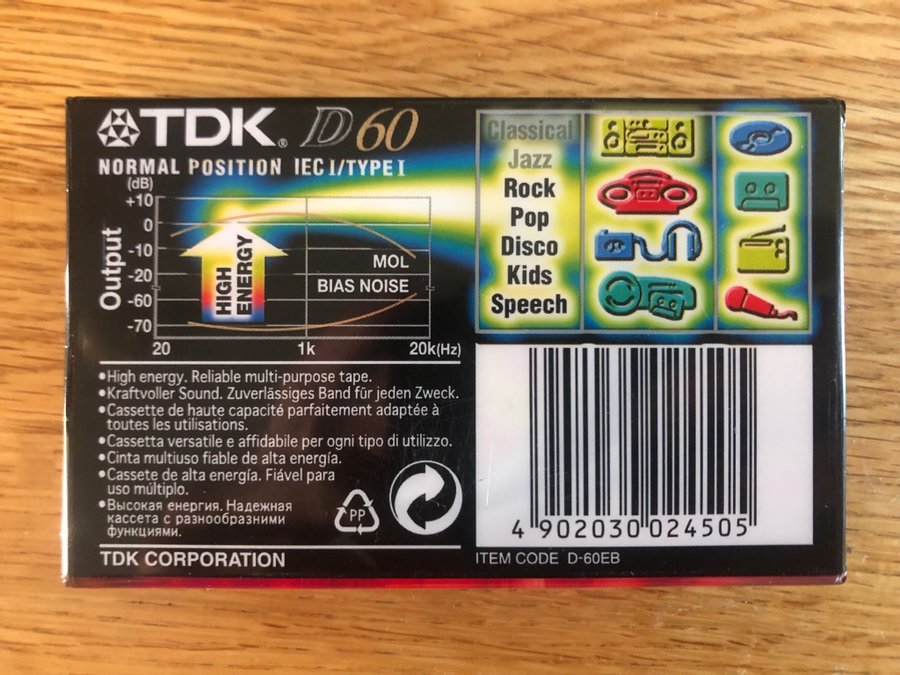 TDK® D60
NORMAL POSITION IEC I/TYPE I
(dB)
+10
0
-10
-20
-60
-70
Output
HIGH ENERGY
MOL
BIAS NOISE
20 1k 20k(Hz)
•High energy. Reliable multi-purpose tape.
•Kraftvoller Sound. Zuverlässiges Band für jeden Zweck.
•Cassette de haute capacité parfaitement adaptée à
toutes les utilisations.
•Cassetta versatile e affidabile per ogni tipo di utilizzo.
•Cinta multiuso fiable de alta energía.
•Cassete de alta energía. Fiável para
uso múltiplo.
•Высокая энергия. Надежная
кассета с разнообразними
функциями.
PP
TDK CORPORATION
Classical
Jazz
Rock
Pop
Disco
Kids
Speech
4 902030 024505
ITEM CODE D-60EB